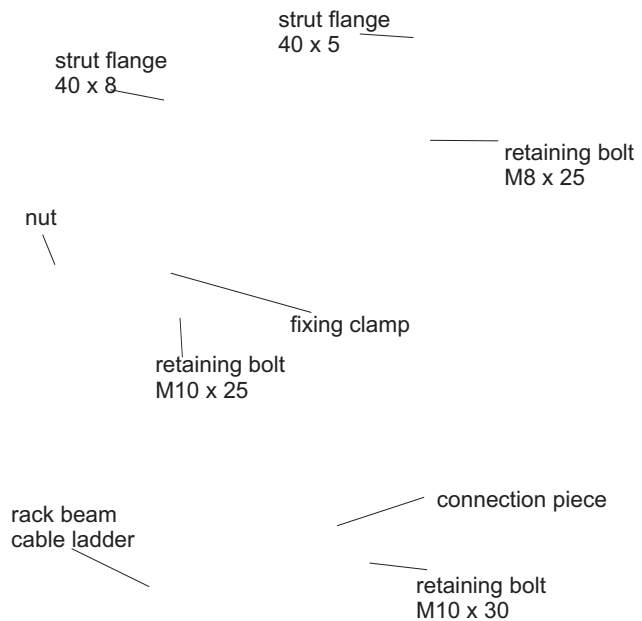 strut flange
40 x 5
strut flange
40 x 8
retaining bolt
M8 x 25
nut
fixing clamp
retaining bolt
M10 x 25
rack beam
cable ladder
connection piece
retaining bolt
M10 x 30